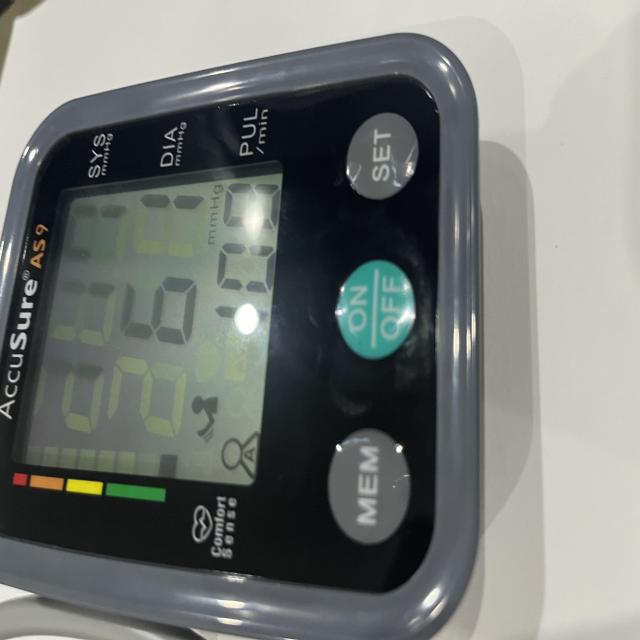 AccuSure® AS9
SYS
mmHg
DIA
mmHg
PUL
/min
mmHg
Comfort
Sense
SET
ON
OFF
MEM